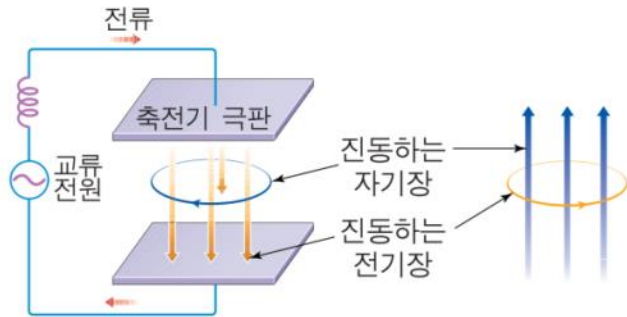 전류
축전기 극판
교류
전원
진동하는
자기장
진동하는
전기장